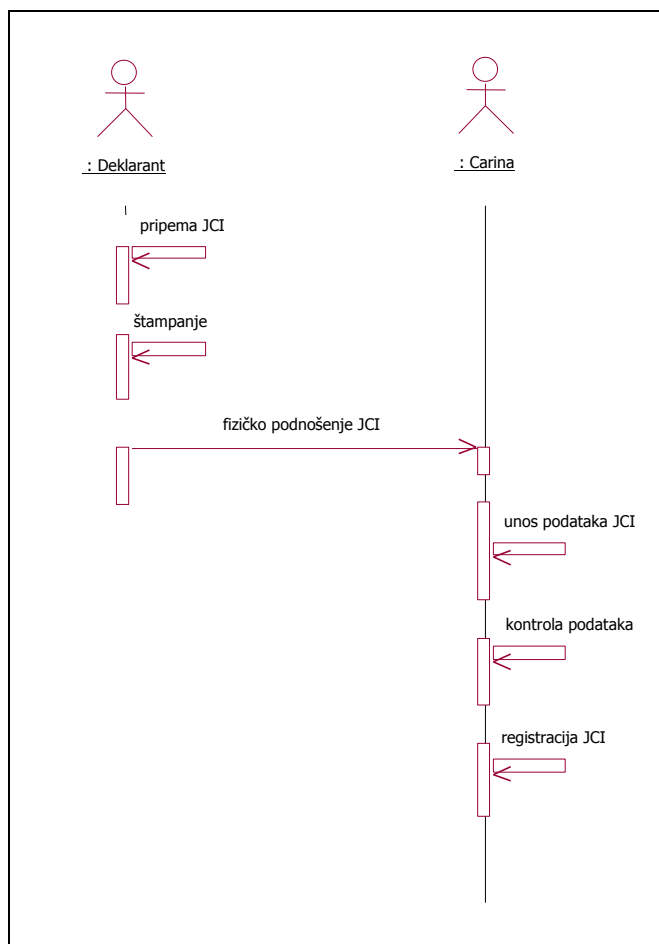 : Deklarant
: Carina
pripema JCI
štampanje
fizičko podnošenje JCI
unos podataka JCI
kontrola podataka
registracija JCI